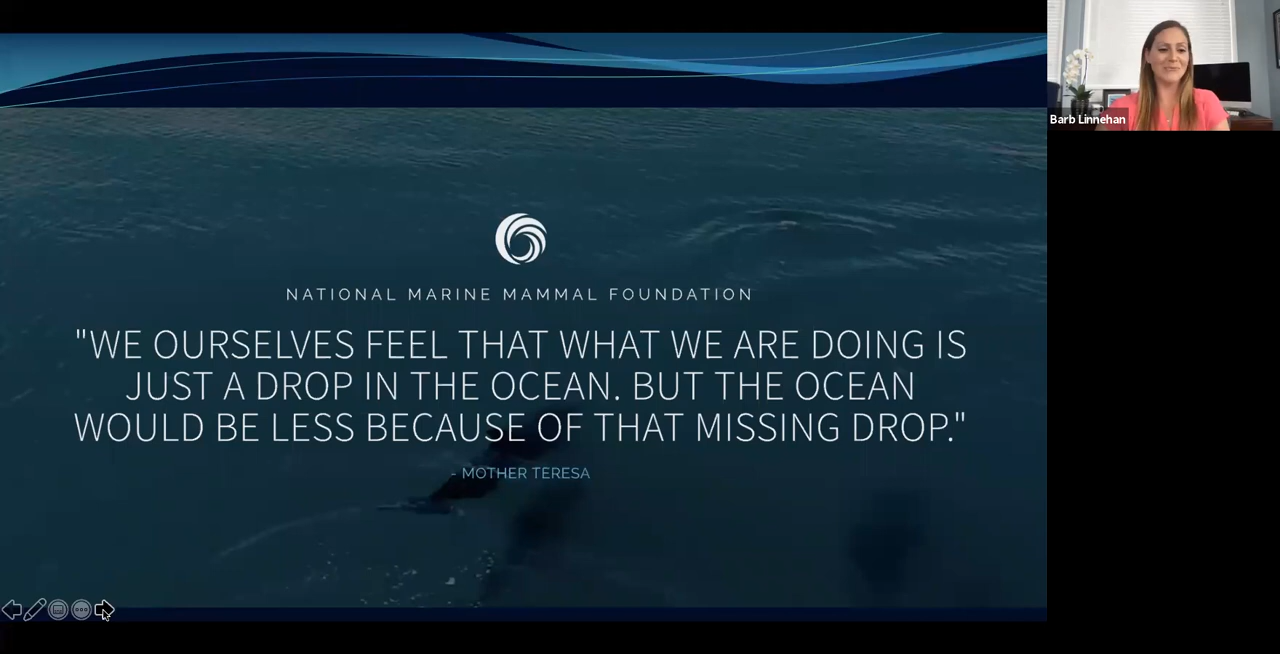 Barb Linnehan
NATIONAL MARINE MAMMAL FOUNDATION
"WE OURSELVES FEEL THAT WHAT WE ARE DOING IS
JUST A DROP IN THE OCEAN. BUT THE OCEAN
WOULD BE LESS BECAUSE OF THAT MISSING DROP."
- MOTHER TERESA